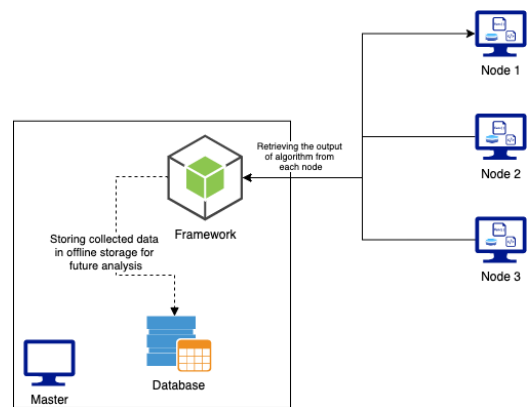 Node 1
Node 2
Node 3
Retrieving the output
of algorithm from
each node
Framework
Storing collected data
in offline storage for
future analysis
Database
Master